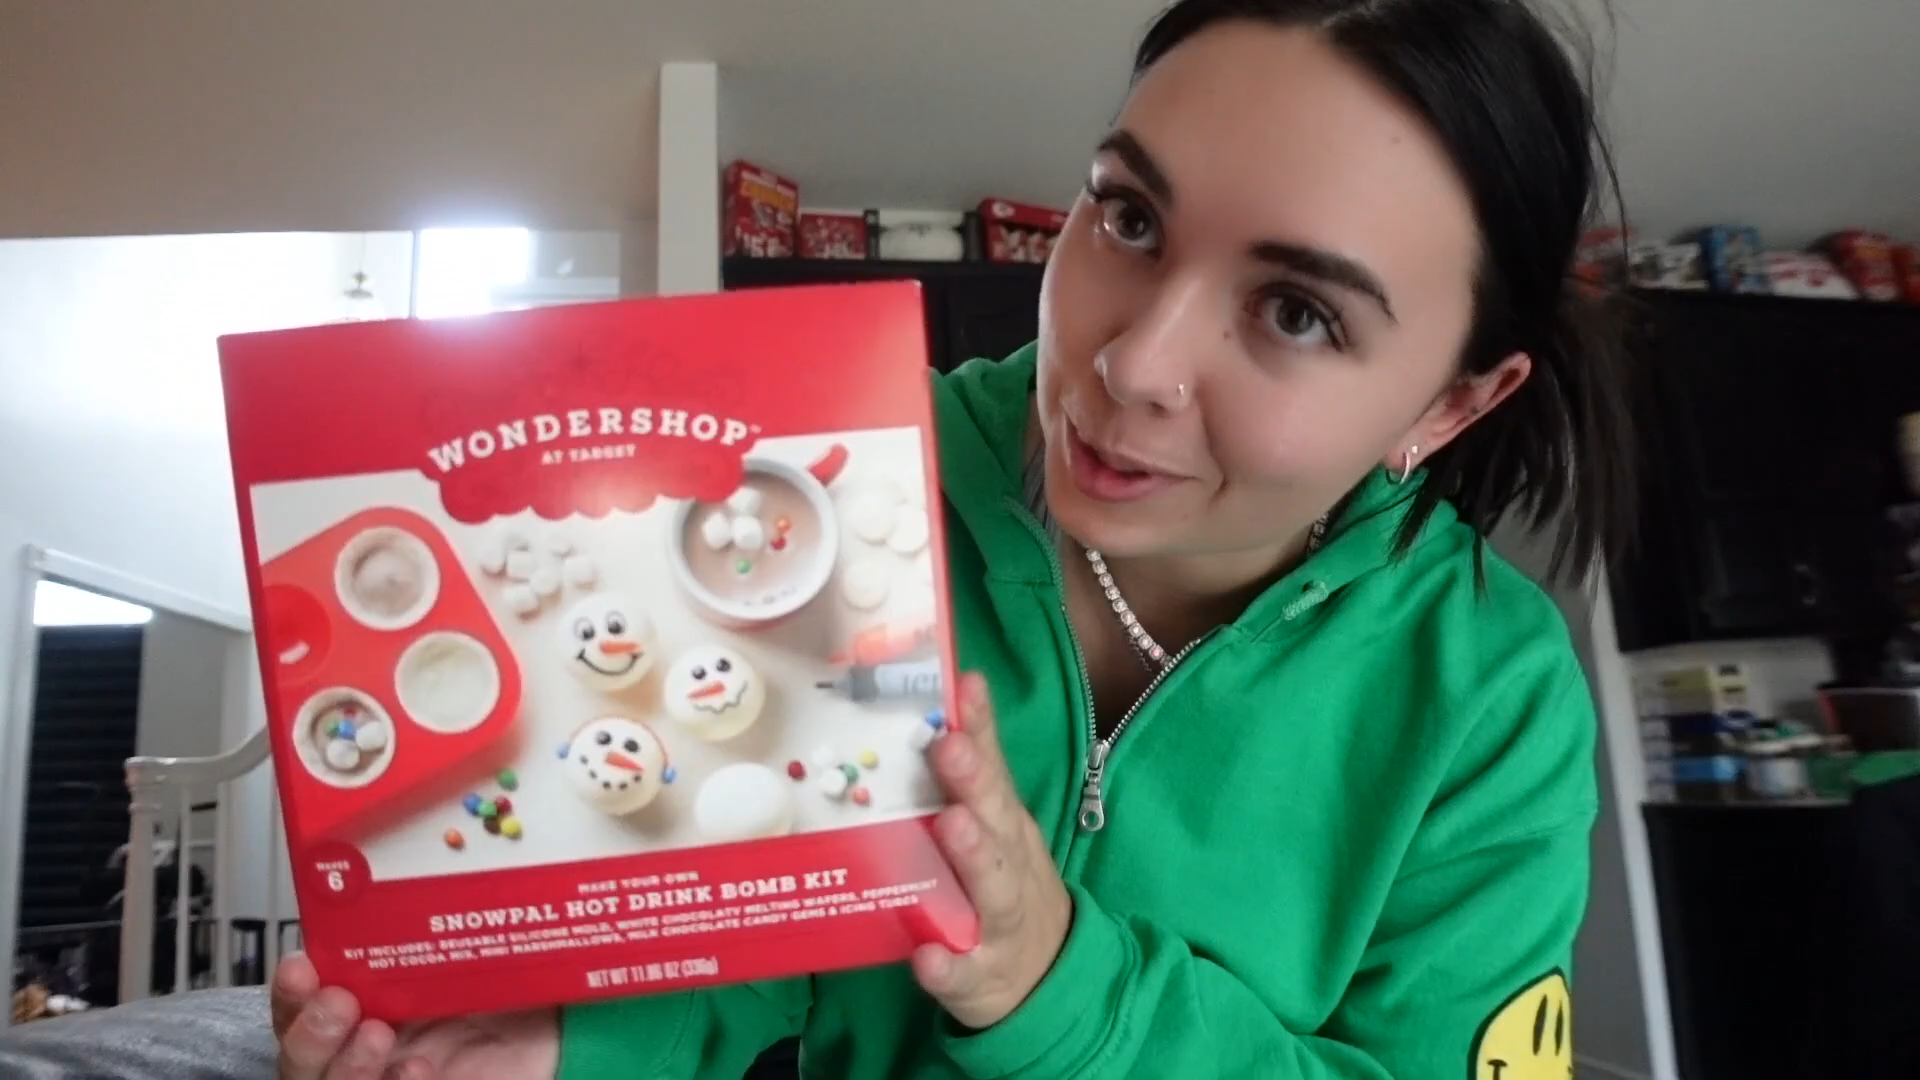 WONDERSHOP™
AT TARGET
MAKES
6
MAKE YOUR OWN
SNOWPAL HOT DRINK BOMB KIT
KIT INCLUDES: REUSABLE SILICONE MOLD, WHITE CHOCOLATY MELTING WAFERS, PEPPERMINT
HOT COCOA MIX, MINI MARSHMALLOWS, MILK CHOCOLATE CANDY GEMS & ICING TUBES
NET WT 11.85 OZ (336g)